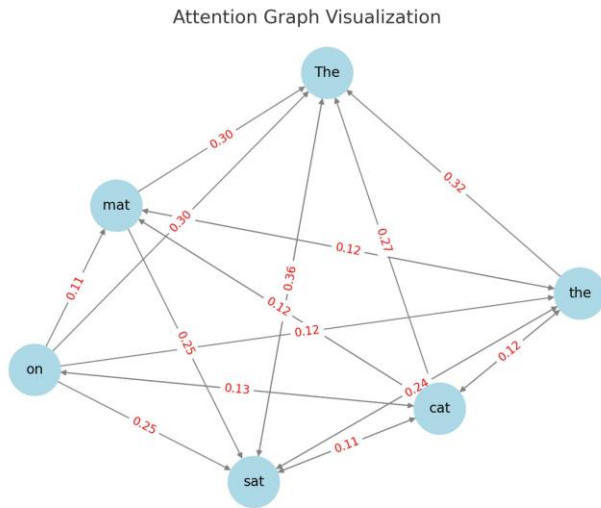 Attention Graph Visualization
The
0.30
0.32
mat
0.30
0.12
0.27
0.11
0.36
0.12
the
0.25
0.12
0.12
on
0.13
0.24
cat
0.25
0.11
sat